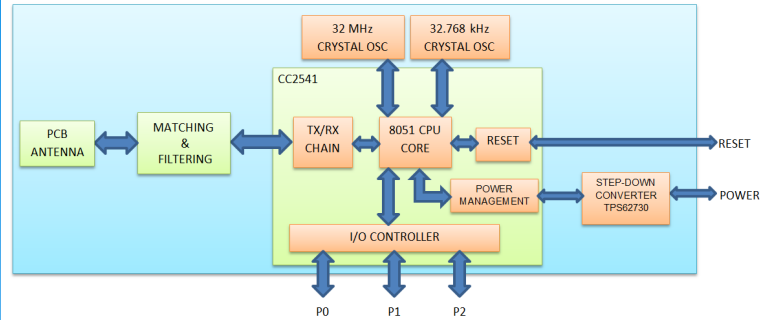 32 MHz
CRYSTAL OSC
32.768 kHz
CRYSTAL OSC
CC2541
PCB
ANTENNA
MATCHING
&
FILTERING
TX/RX
CHAIN
8051 CPU
CORE
RESET
RESET
POWER
MANAGEMENT
STEP-DOWN
CONVERTER
TPS62730
POWER
I/O CONTROLLER
P0
P1
P2